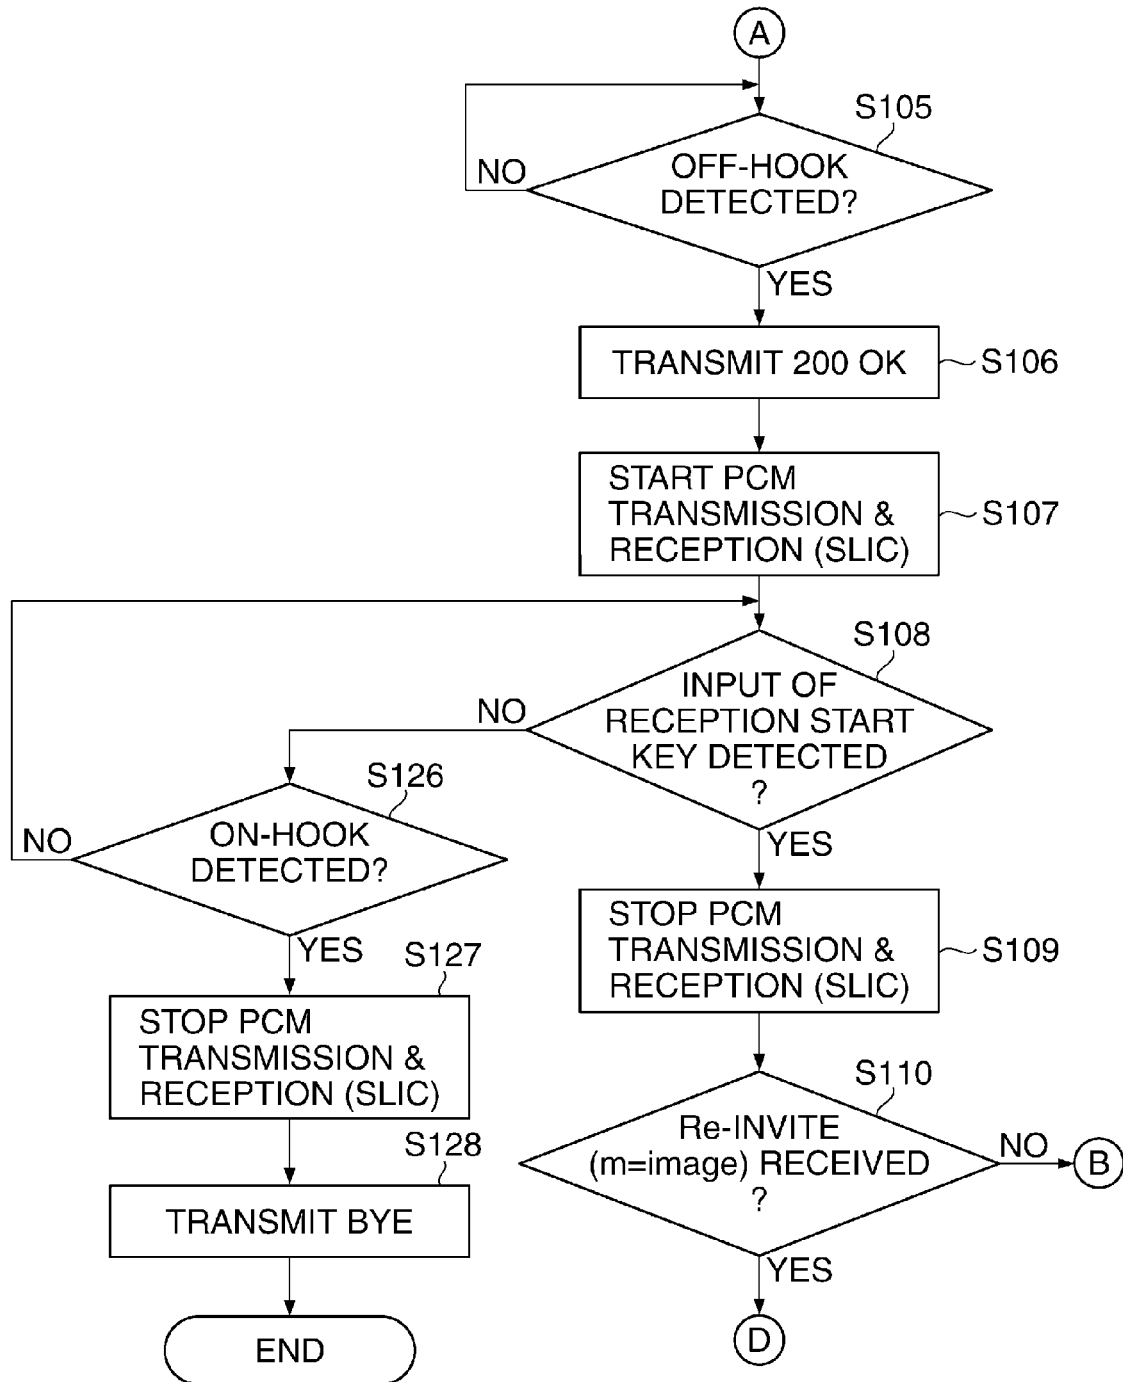 A
S105
OFF-HOOK
DETECTED?
NO
YES
TRANSMIT 200 OK
S106
START PCM
TRANSMISSION &
RECEPTION (SLIC)
S107
S108
INPUT OF
RECEPTION START
KEY DETECTED
?
NO
YES
S126
ON-HOOK
DETECTED?
NO
YES
STOP PCM
TRANSMISSION &
RECEPTION (SLIC)
S109
S127
STOP PCM
TRANSMISSION &
RECEPTION (SLIC)
S110
Re-INVITE
(m=image) RECEIVED
?
NO
B
YES
D
S128
TRANSMIT BYE
END